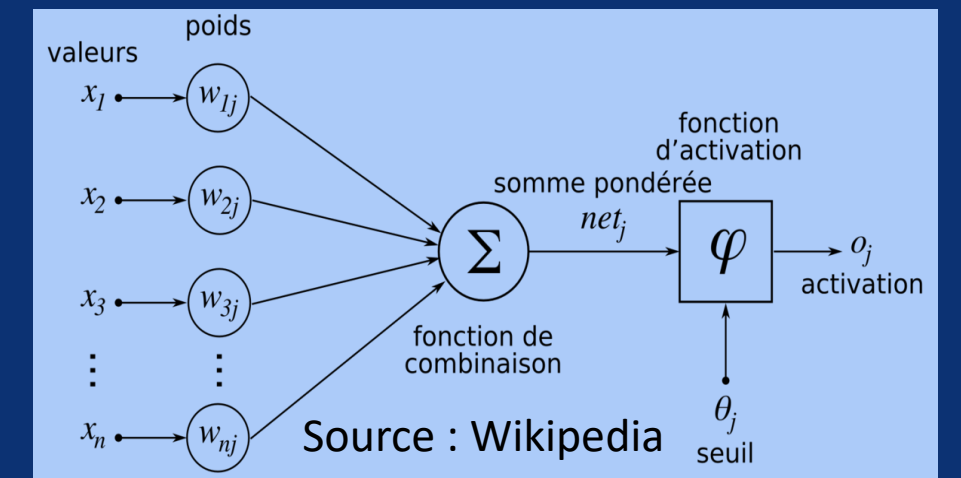 poids
valeurs
x1
w1j
fonction
d'activation
x2
w2j
somme pondérée
netj
Σ
φ
oj
activation
x3
w3j
fonction de
combinaison
⋮
⋮
xn
wnj
θj
seuil
Source : Wikipedia